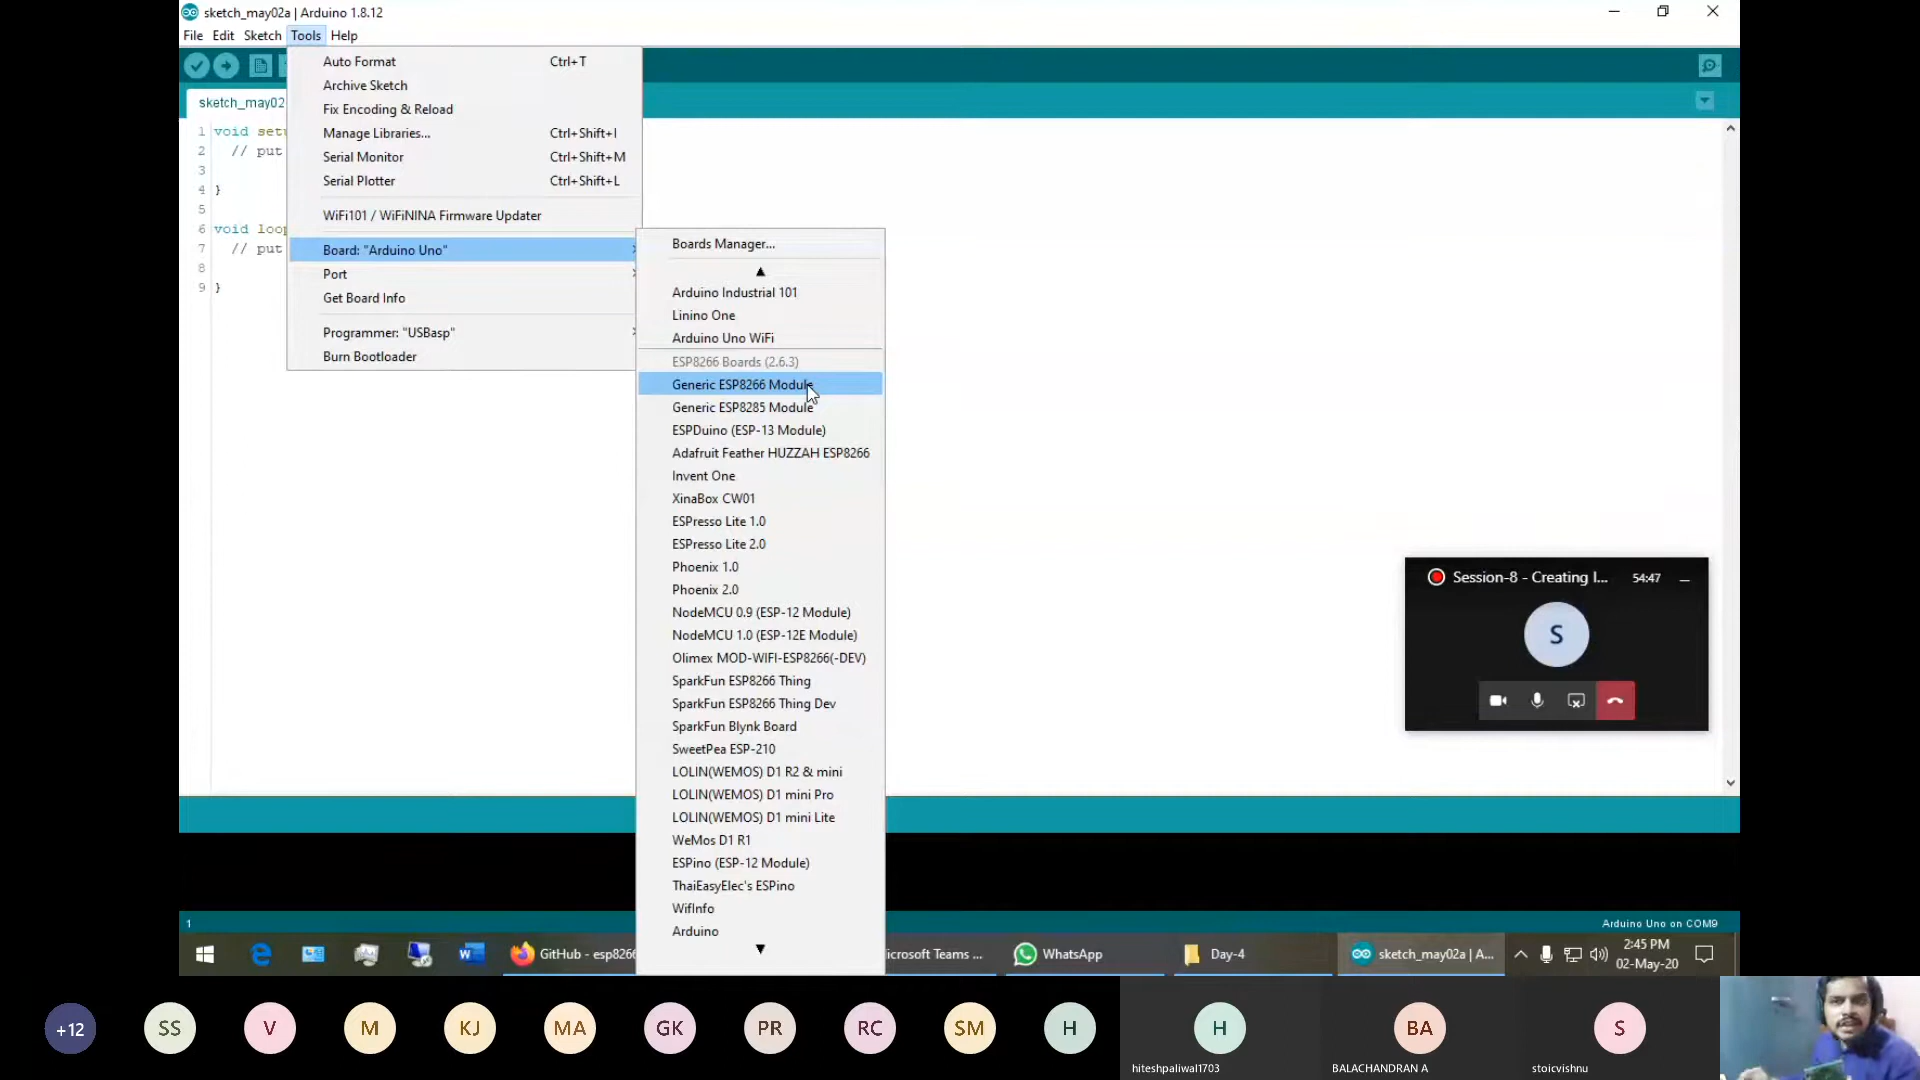 sketch_may02a | Arduino 1.8.12
File Edit Sketch Tools Help
sketch_may02
1 void setu
2 // put
3
4 }
5
6 void loop
7 // put
8
9 }
Auto Format Ctrl+T
Archive Sketch
Fix Encoding & Reload
Manage Libraries... Ctrl+Shift+I
Serial Monitor Ctrl+Shift+M
Serial Plotter Ctrl+Shift+L
WiFi101 / WiFiNINA Firmware Updater
Board: "Arduino Uno"
Port
Get Board Info
Programmer: "USBasp"
Burn Bootloader
Boards Manager...
Arduino Industrial 101
Linino One
Arduino Uno WiFi
ESP8266 Boards (2.6.3)
Generic ESP8266 Module
Generic ESP8285 Module
ESPDuino (ESP-13 Module)
Adafruit Feather HUZZAH ESP8266
Invent One
XinaBox CW01
ESPresso Lite 1.0
ESPresso Lite 2.0
Phoenix 1.0
Phoenix 2.0
NodeMCU 0.9 (ESP-12 Module)
NodeMCU 1.0 (ESP-12E Module)
Olimex MOD-WIFI-ESP8266(-DEV)
SparkFun ESP8266 Thing
SparkFun ESP8266 Thing Dev
SparkFun Blynk Board
SweetPea ESP-210
LOLIN(WEMOS) D1 R2 & mini
LOLIN(WEMOS) D1 mini Pro
LOLIN(WEMOS) D1 mini Lite
WeMos D1 R1
ESPino (ESP-12 Module)
ThaiEasyElec's ESPino
WifInfo
Arduino
Session-8 - Creating I... 54:47
S
1 Arduino Uno on COM9
GitHub - esp8266 icrosoft Teams ... WhatsApp Day-4 sketch_may02a | A... 2:45 PM
02-May-20
+12 SS V M KJ MA GK PR RC SM H H BA S
hiteshpaliwal1703 BALACHANDRAN A stoicvishnu